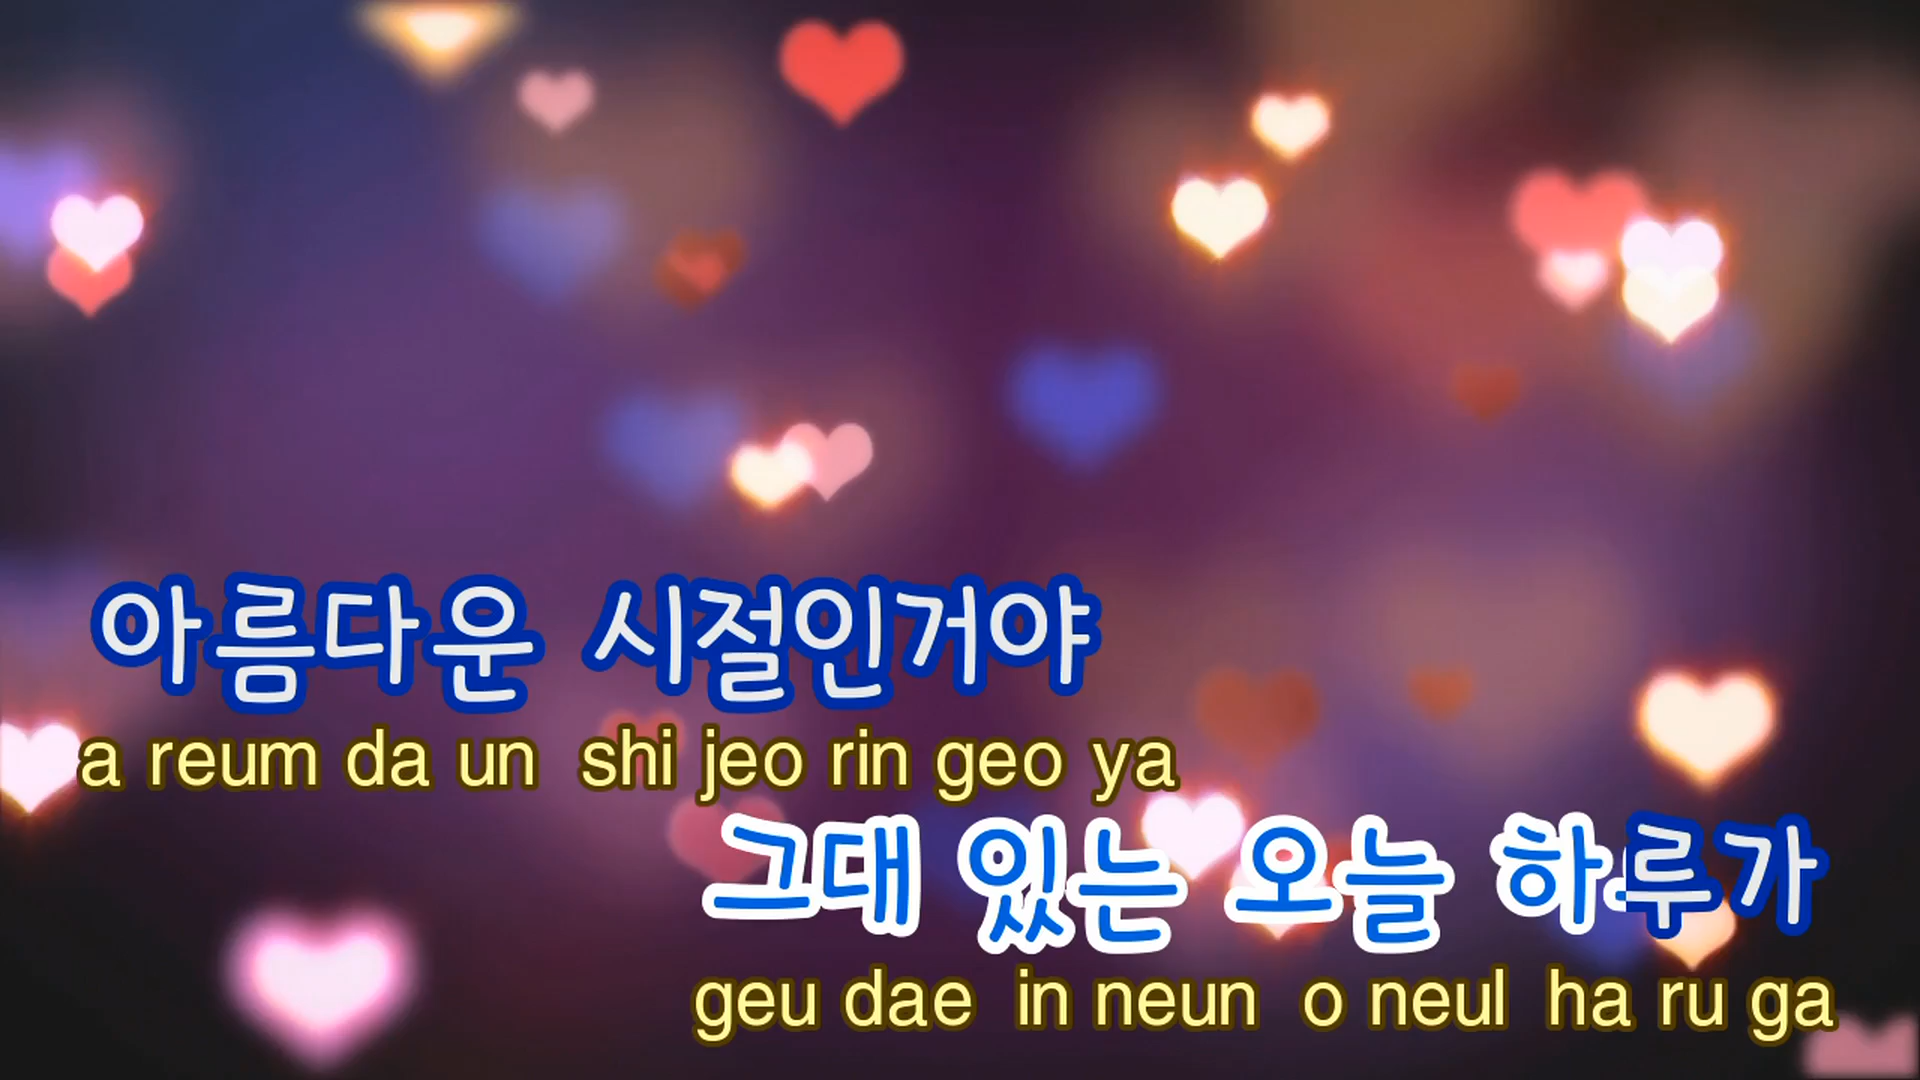 아름다운 시절인거야
a reum da un shi jeo rin geo ya
그대 있는 오늘 하루가
geu dae in neun o neul ha ru ga